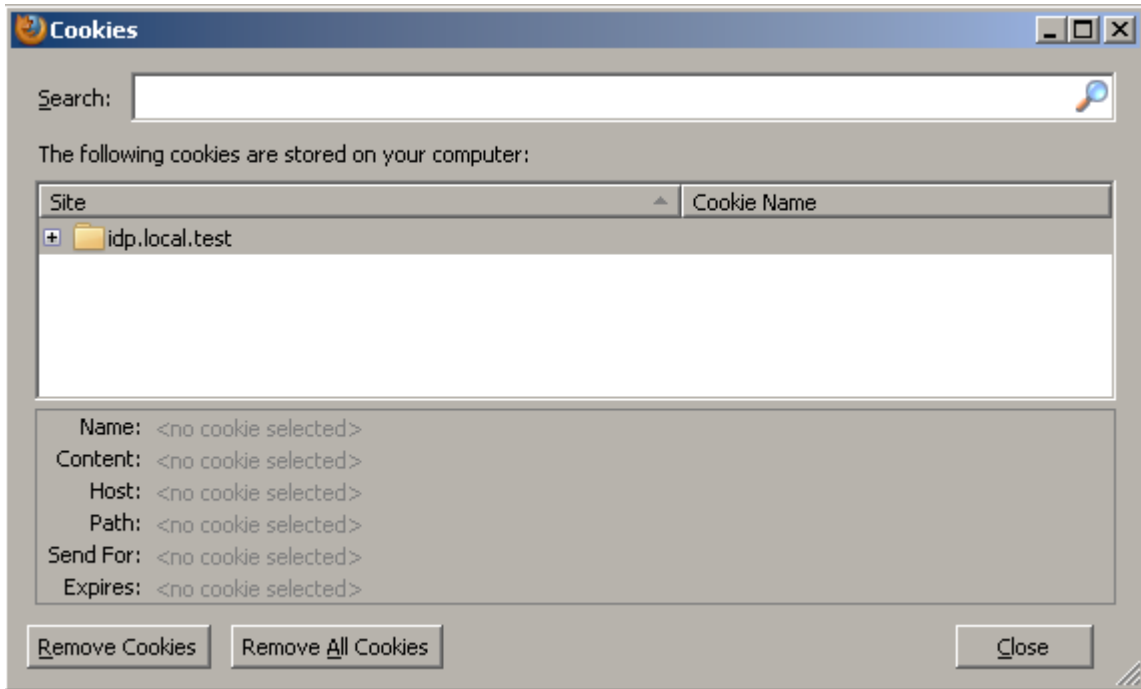 Cookies
Search:
The following cookies are stored on your computer:
Site Cookie Name
idp.local.test
Name: <no cookie selected>
Content: <no cookie selected>
Host: <no cookie selected>
Path: <no cookie selected>
Send For: <no cookie selected>
Expires: <no cookie selected>
Remove Cookies Remove All Cookies Close